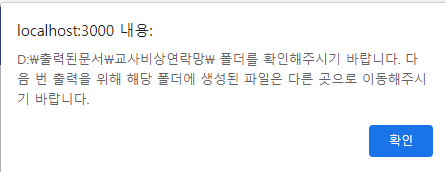 localhost:3000 내용:
D:₩출력된문서₩교사비상연락망₩ 폴더를 확인해주시기 바랍니다. 다
음 번 출력을 위해 해당 폴더에 생성된 파일은 다른 곳으로 이동해주시
기 바랍니다.
확인